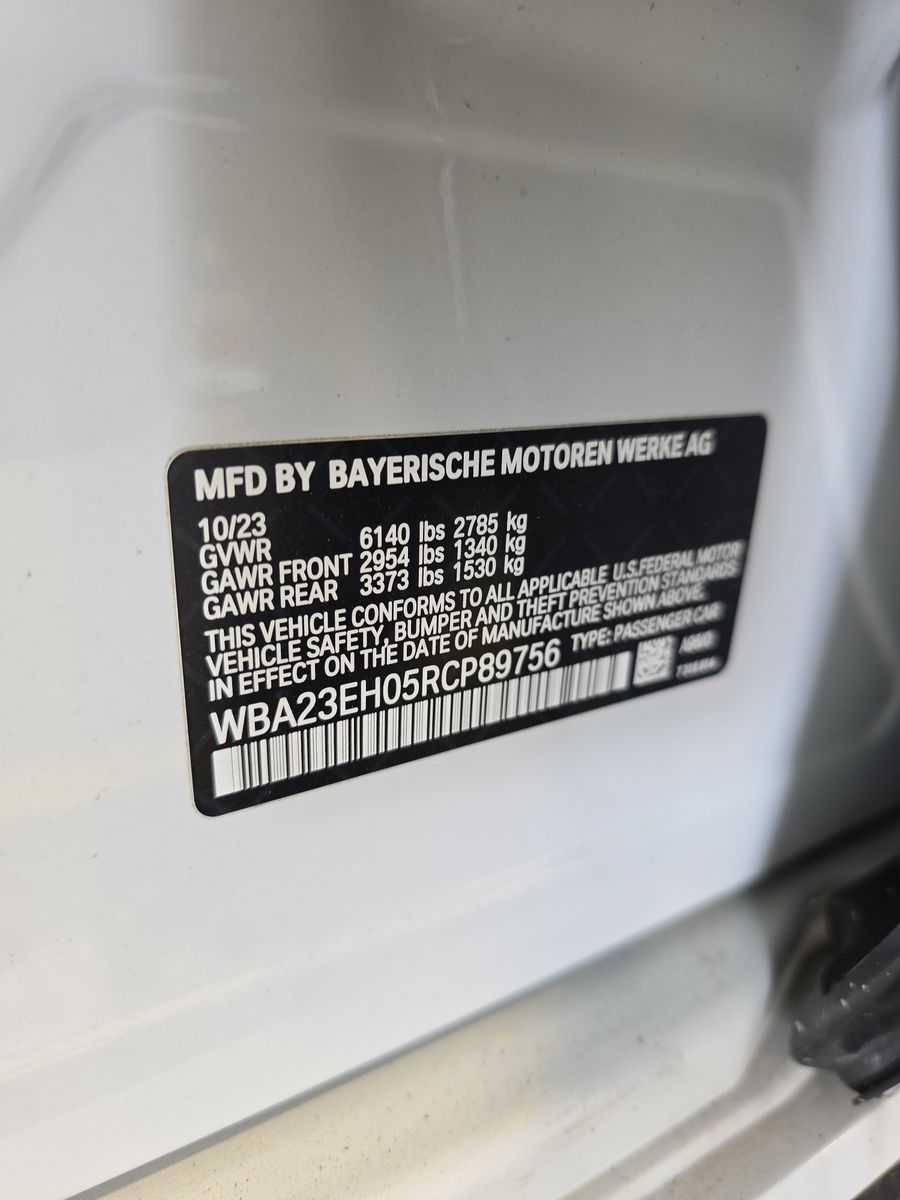 MFD BY BAYERISCHE MOTOREN WERKE AG
10/23
GVWR 6140 lbs 2785 kg
GAWR FRONT 2954 lbs 1340 kg
GAWR REAR 3373 lbs 1530 kg
THIS VEHICLE CONFORMS TO ALL APPLICABLE U.S.FEDERAL MOTOR
VEHICLE SAFETY, BUMPER AND THEFT PREVENTION STANDARDS
IN EFFECT ON THE DATE OF MANUFACTURE SHOWN ABOVE.
WBA23EH05RCP89756 TYPE: PASSENGER CAR